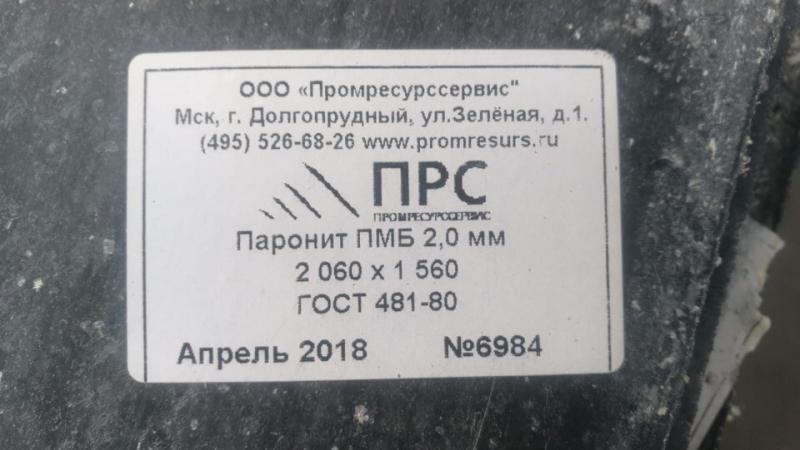 ООО «Промресурссервис"
Мск, г. Долгопрудный, ул.Зелёная, д.1.
(495) 526-68-26 www.promresurs.ru
ПРС
ПРОМРЕСУРССЕРВИС
Паронит ПМБ 2,0 мм
2 060 х 1 560
ГОСТ 481-80
Апрель 2018 №6984